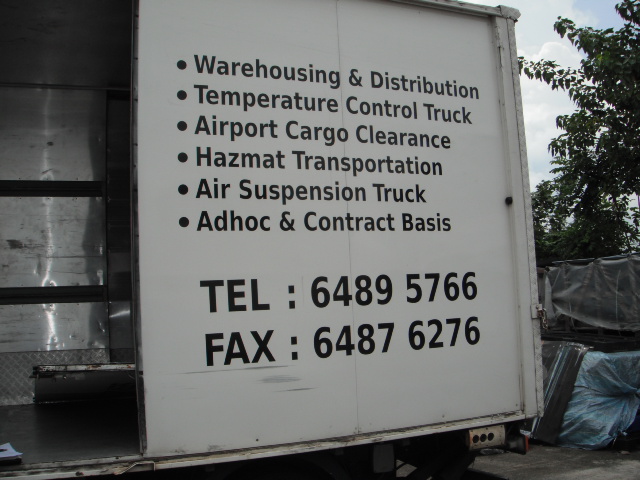 • Warehousing & Distribution
• Temperature Control Truck
• Airport Cargo Clearance
• Hazmat Transportation
• Air Suspension Truck
• Adhoc & Contract Basis
TEL : 6489 5766
FAX : 6487 6276